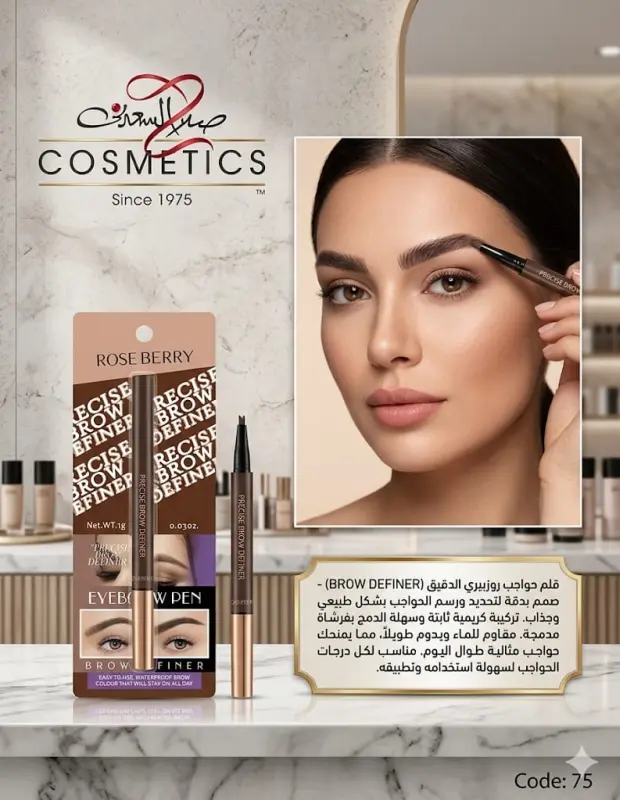 COSMETICS
TM
Since 1975
ROSE BERRY
PRECISE
BROW
DEFINER
PRECISE
BROW
DEFINER
Net.WT.1g 0.03oz.
"PRECISE
BROW
DEFINER
EYEBROW PEN
BROW DEFINER
EASY-TO-USE, WATERPROOF BROW
COLOUR THAT WILL STAY ON ALL DAY
PRECISE BROW DEFINER
PRECISE BROW DEFINER
PRECISE BROW
قلم حواجب روزبيري الدقيق (BROW DEFINER) -
صمم بدقة لتحديد ورسم الحواجب بشكل طبيعي
وجذاب. تركيبة كريمية ثابتة وسهلة الدمج بفرشاة
مدمجة. مقاوم للماء ويدوم طويلاً، مما يمنحك
حواجب مثالية طوال اليوم. مناسب لكل درجات
الحواجب لسهولة استخدامه وتطبيقه.
Code: 75